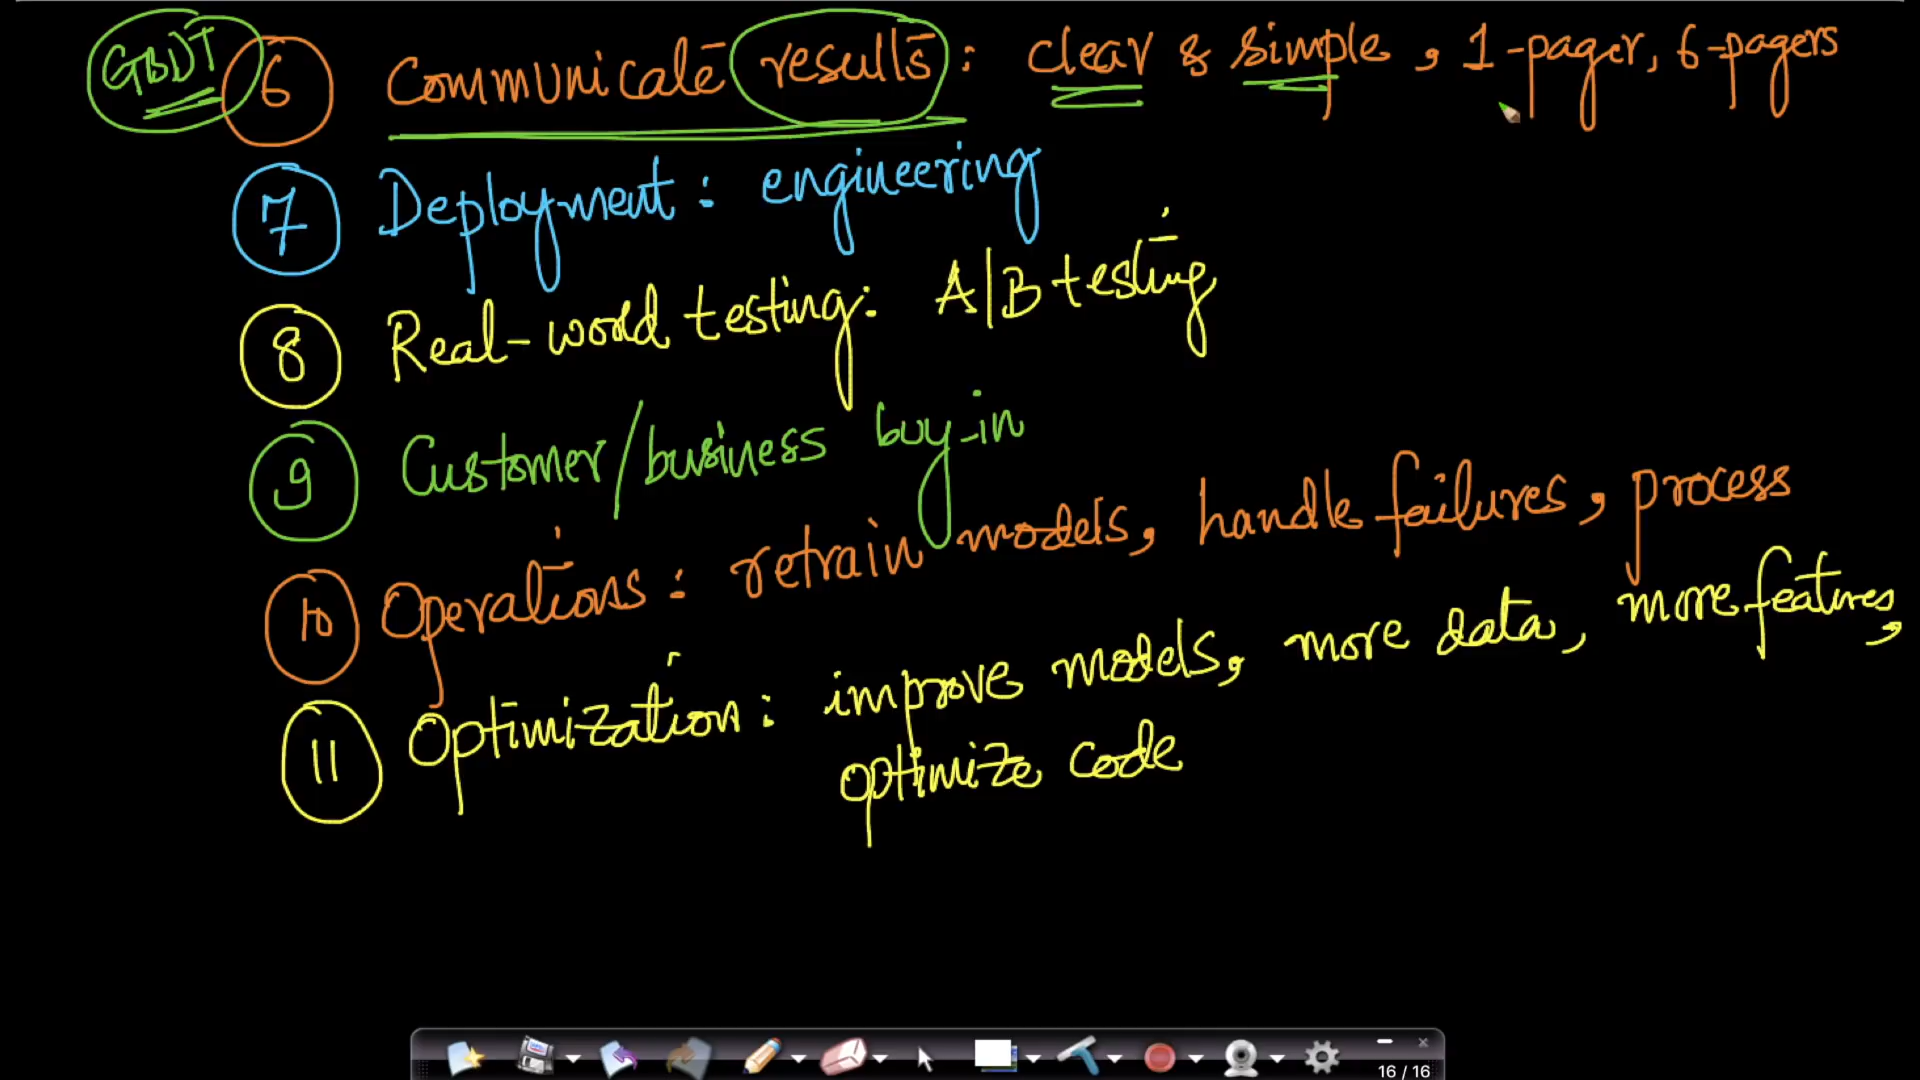 GBDT 6 Communicate results : clear & simple , 1-pager, 6-pagers
7 Deployment : engineering
8 Real-world testing : A|B testing
9 Customer/business buy-in
10 Operations : retrain models, handle failures, process
11 Optimization : improve models, more data, more features,
optimize code
16 / 16